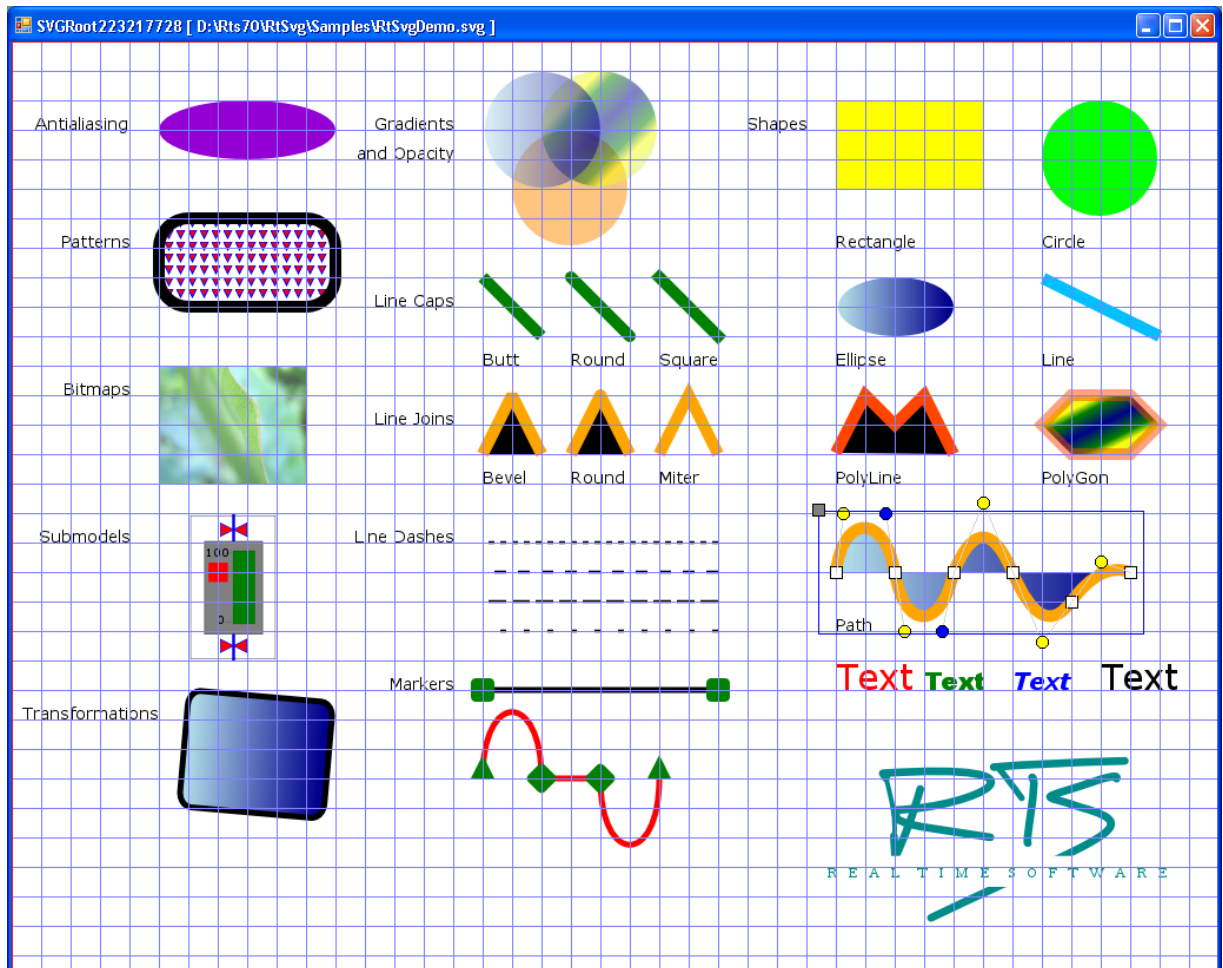 SVGRoot223217728 [ D:\Rts70\RtSvg\Samples\RtSvgDemo.svg ]
Antialiasing
Gradients
and Opacity
Shapes
Patterns
Rectangle
Circle
Line Caps
Butt
Round
Square
Ellipse
Line
Bitmaps
Line Joins
Bevel
Round
Miter
PolyLine
PolyGon
Submodels
100
0
Line Dashes
Path
Markers
Text
Text
Text
Text
Transformations
RTS
REAL TIME SOFTWARE